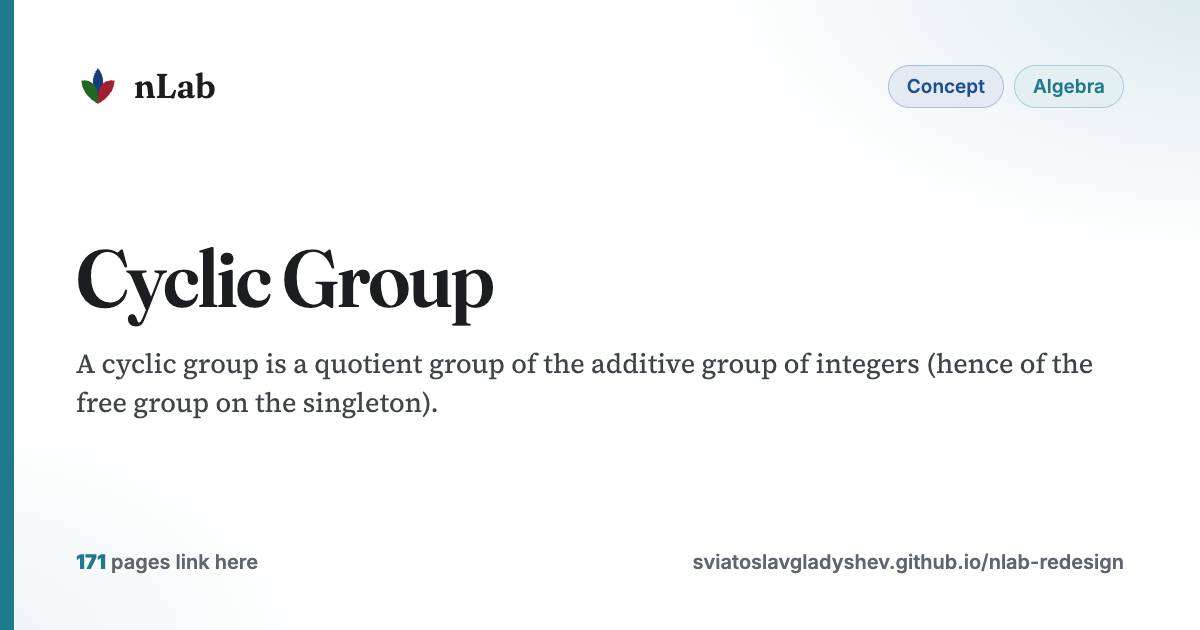 nLab
Concept
Algebra
Cyclic Group
A cyclic group is a quotient group of the additive group of integers (hence of the
free group on the singleton).
171 pages link here
sviatoslavgladyshev.github.io/nlab-redesign